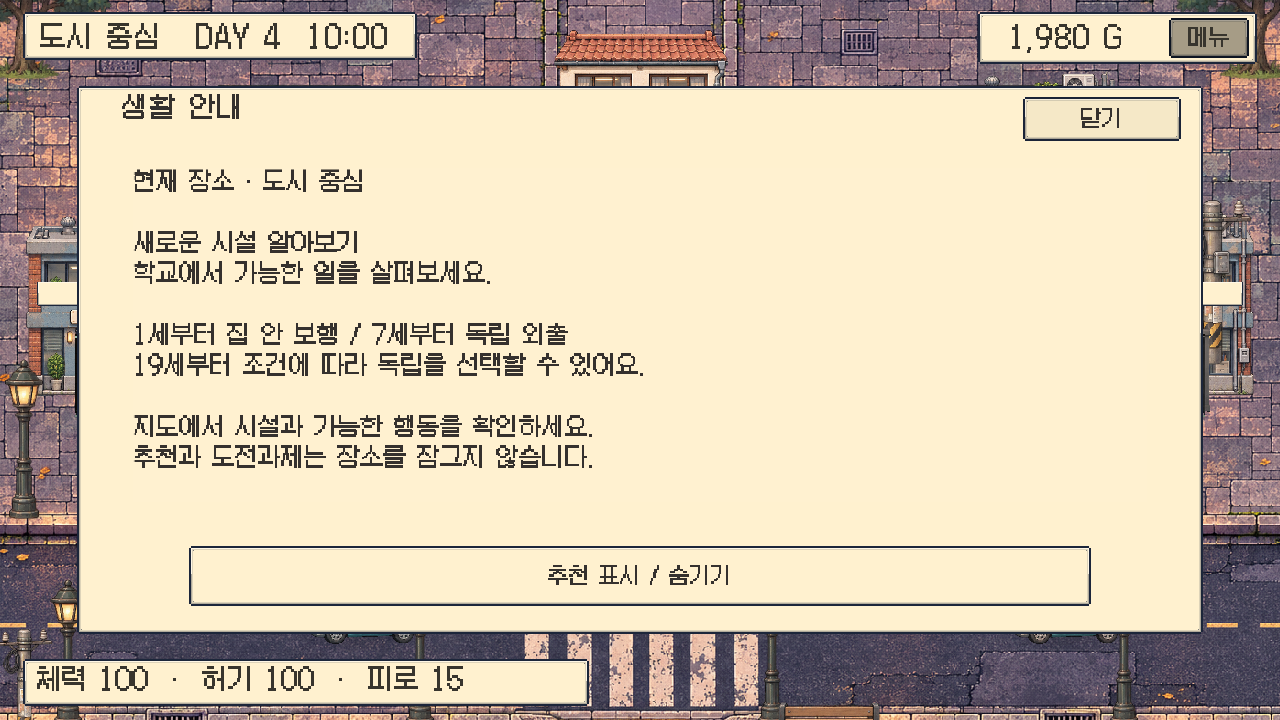 도시 중심 DAY 4 10:00
1,980 G
메뉴
생활 안내
닫기
현재 장소 · 도시 중심
새로운 시설 알아보기
학교에서 가능한 일을 살펴보세요.
1세부터 집 안 보행 / 7세부터 독립 외출
19세부터 조건에 따라 독립을 선택할 수 있어요.
지도에서 시설과 가능한 행동을 확인하세요.
추천과 도전과제는 장소를 잠그지 않습니다.
추천 표시 / 숨기기
체력 100 · 허기 100 · 피로 15